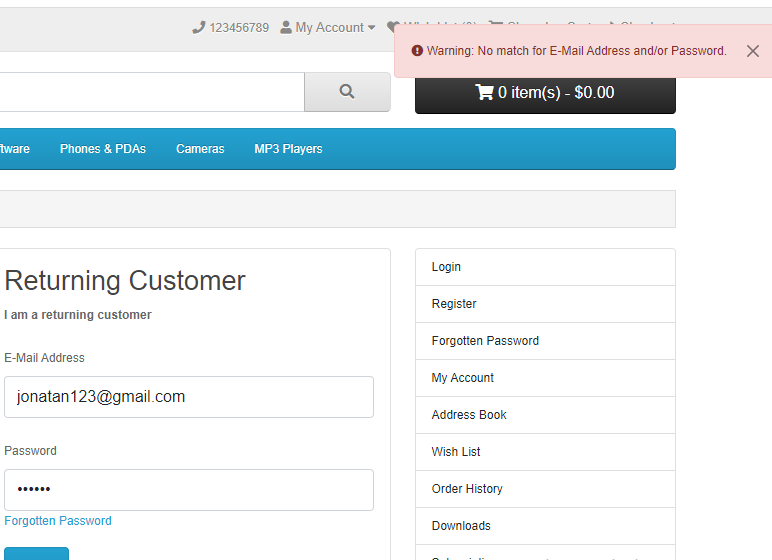 123456789 My Account
Warning: No match for E-Mail Address and/or Password.
0 item(s) - $0.00
Phones & PDAs Cameras MP3 Players
Returning Customer
I am a returning customer
E-Mail Address
jonatan123@gmail.com
Password
••••••
Forgotten Password
Login
Register
Forgotten Password
My Account
Address Book
Wish List
Order History
Downloads